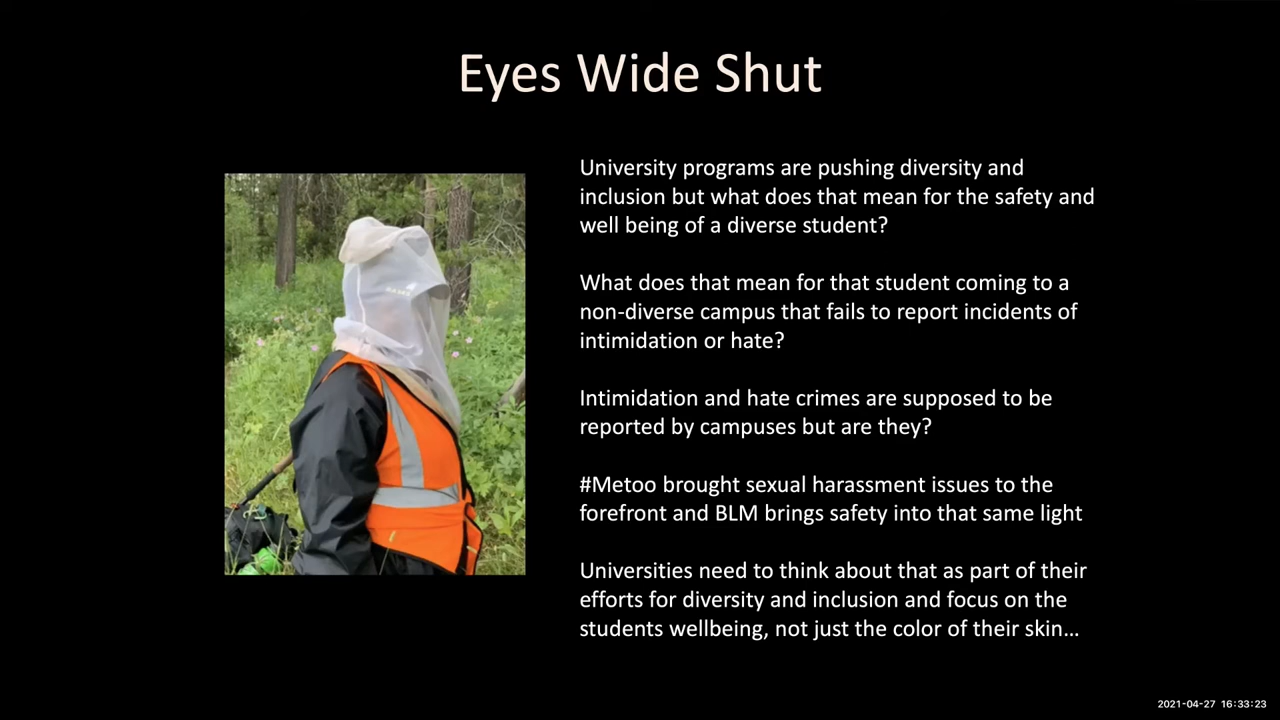 Eyes Wide Shut
University programs are pushing diversity and
inclusion but what does that mean for the safety and
well being of a diverse student?
What does that mean for that student coming to a
non-diverse campus that fails to report incidents of
intimidation or hate?
Intimidation and hate crimes are supposed to be
reported by campuses but are they?
#Metoo brought sexual harassment issues to the
forefront and BLM brings safety into that same light
Universities need to think about that as part of their
efforts for diversity and inclusion and focus on the
students wellbeing, not just the color of their skin...
2021-04-27 16:33:23